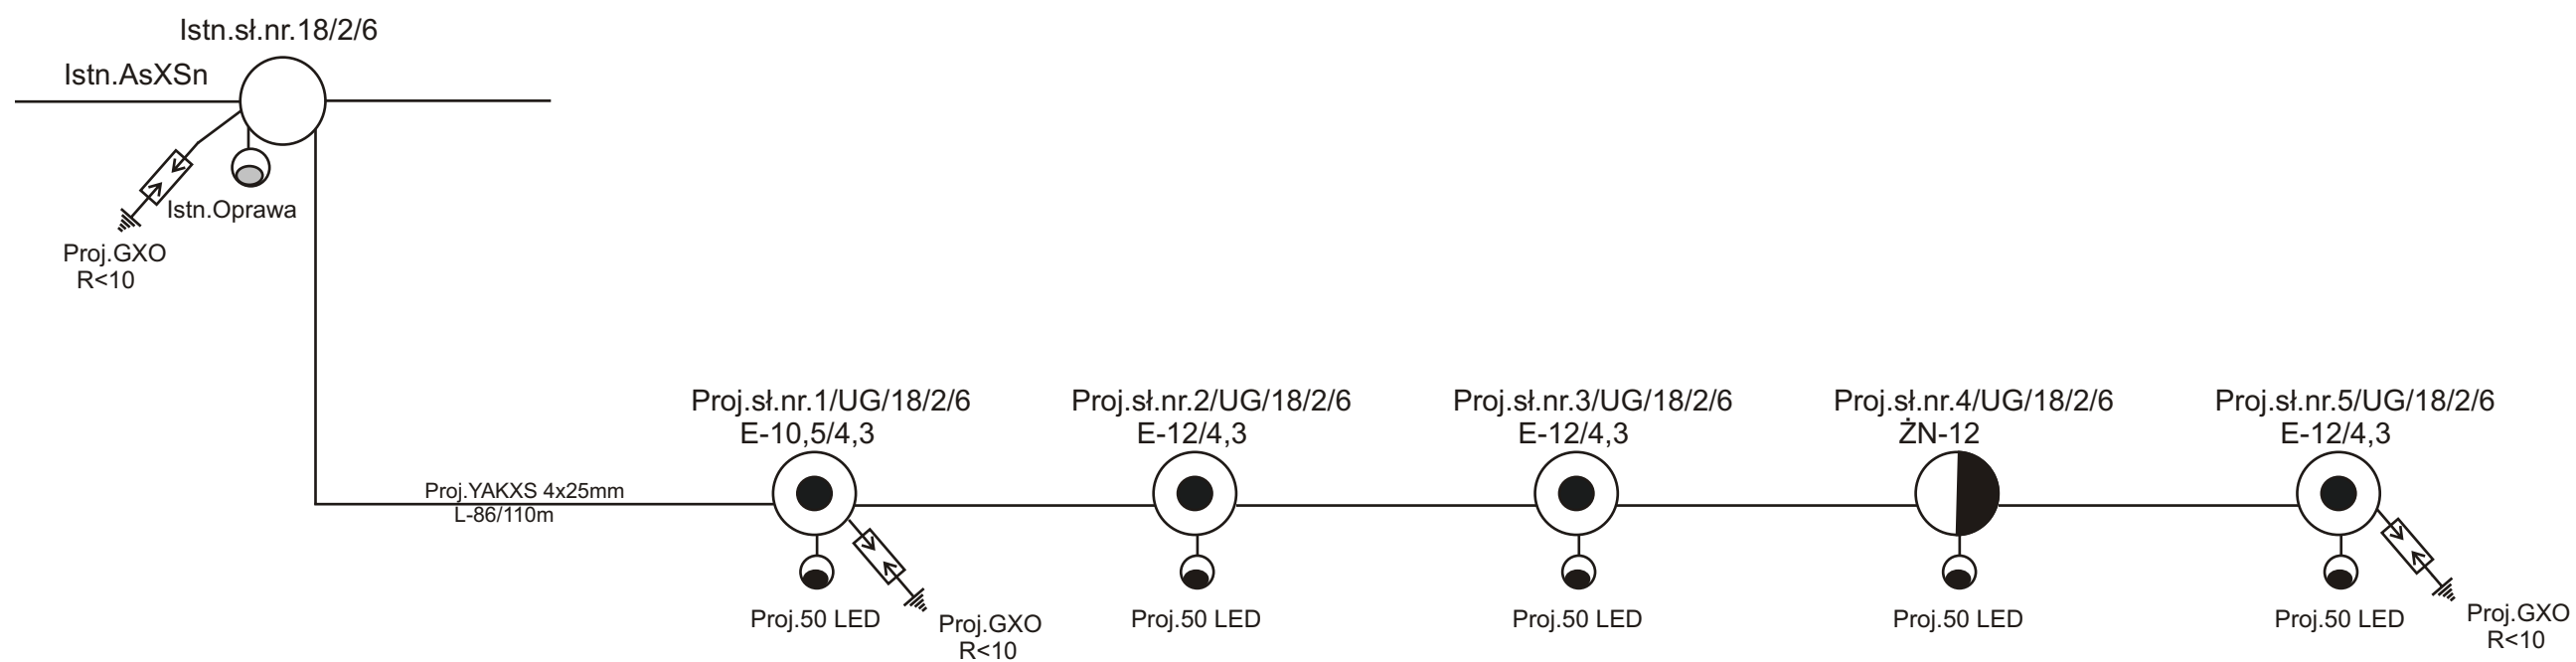 Istn.sł.nr.18/2/6
Istn.AsXSn
Istn.Oprawa
Proj.GXO
R<10
Proj.YAKXS 4x25mm
L-86/110m
Proj.sł.nr.1/UG/18/2/6
E-10,5/4,3
Proj.50 LED
Proj.GXO
R<10
Proj.sł.nr.2/UG/18/2/6
E-12/4,3
Proj.50 LED
Proj.sł.nr.3/UG/18/2/6
E-12/4,3
Proj.50 LED
Proj.sł.nr.4/UG/18/2/6
ŻN-12
Proj.50 LED
Proj.sł.nr.5/UG/18/2/6
E-12/4,3
Proj.50 LED
Proj.GXO
R<10